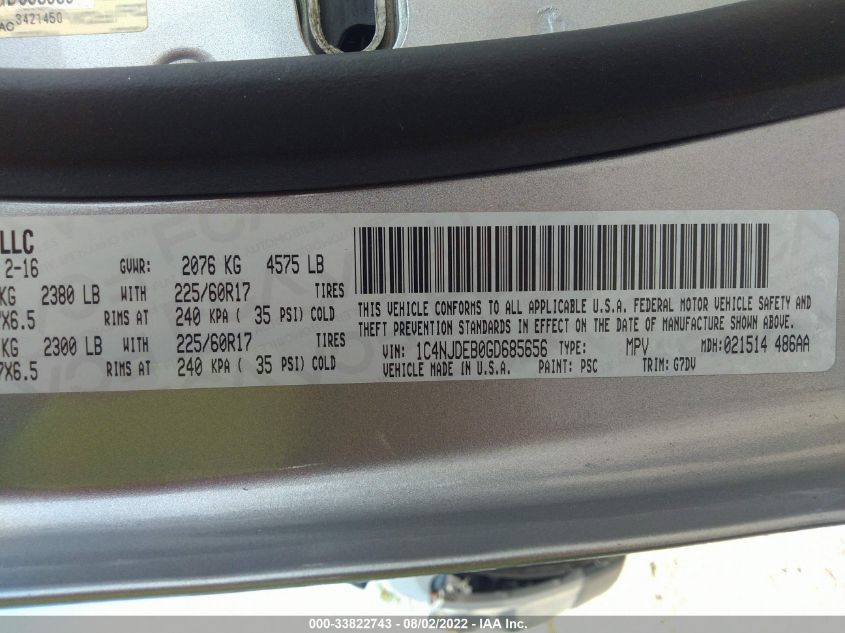 3421450
LLC
2-16 GVWR: 2076 KG 4575 LB
KG 2380 LB WITH 225/60R17 TIRES
X6.5 RIMS AT 240 KPA ( 35 PSI) COLD
KG 2300 LB WITH 225/60R17 TIRES
7X6.5 RIMS AT 240 KPA ( 35 PSI) COLD
THIS VEHICLE CONFORMS TO ALL APPLICABLE U.S.A. FEDERAL MOTOR VEHICLE SAFETY AND
THEFT PREVENTION STANDARDS IN EFFECT ON THE DATE OF MANUFACTURE SHOWN ABOVE.
VIN: 1C4NJDEB0GD685656 TYPE: MPV MDH:021514 486AA
VEHICLE MADE IN U.S.A. PAINT: PSC TRIM: G7DV
000-33822743 - 08/02/2022 - IAA Inc.